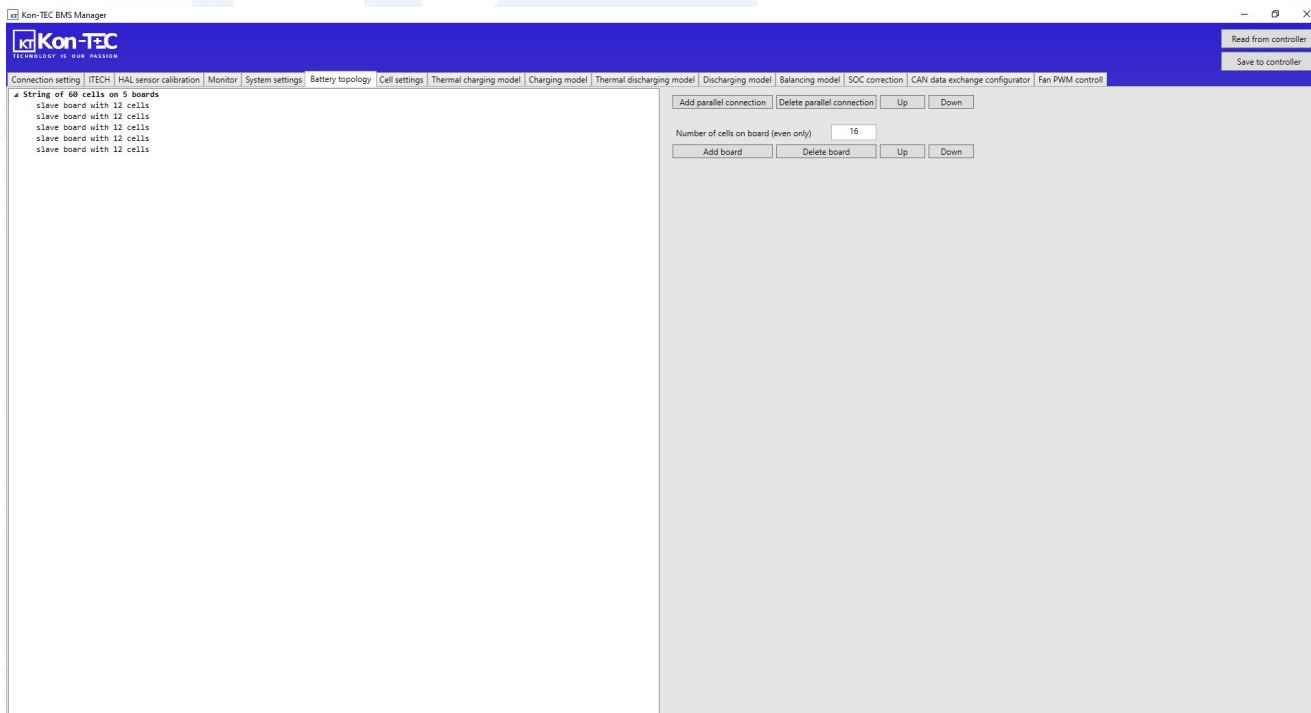 KT Kon-TEC BMS Manager
KT Kon-TEC
TECHNOLOGY IS OUR PASSION
Read from controller
Save to controller
Connection setting ITECH HAL sensor calibration Monitor System settings Battery topology Cell settings Thermal charging model Charging model Thermal discharging model Discharging model Balancing model SOC correction CAN data exchange configurator Fan PWM controll
String of 60 cells on 5 boards
slave board with 12 cells
slave board with 12 cells
slave board with 12 cells
slave board with 12 cells
slave board with 12 cells
Add parallel connection Delete parallel connection Up Down
Number of cells on board (even only) 16
Add board Delete board Up Down